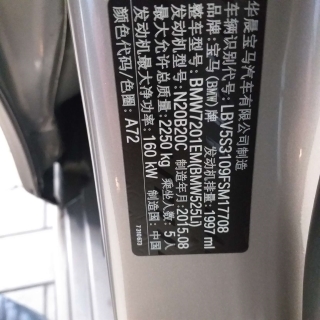 华晨宝马汽车有限公司制造
车辆识别代号: LBV5S3109FSM17708
品牌: 宝马 (BMW) 牌 发动机排量: 1997 ml
整车型号: BMW7201EM(BMW525Li)
发动机型号: N20B20C 制造年月: 2015.08
最大允许总质量: 2250 kg 乘坐人数: 5人
发动机最大净功率: 160 kW 制造国: 中国
颜色代码/色圈: A72